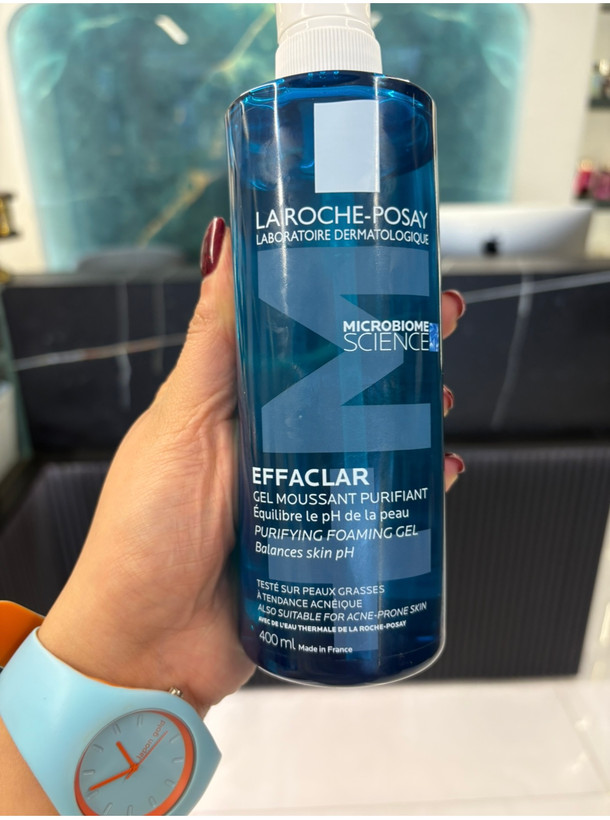 LA ROCHE-POSAY
LABORATOIRE DERMATOLOGIQUE
MICROBIOME
SCIENCE
EFFACLAR
GEL MOUSSANT PURIFIANT
Équilibre le pH de la peau
PURIFYING FOAMING GEL
Balances skin pH
TESTÉ SUR PEAUX GRASSES
À TENDANCE ACNÉIQUE
ALSO SUITABLE FOR ACNE-PRONE SKIN
AVEC DE L'EAU THERMALE DE LA ROCHE-POSAY
400 ml Made in France